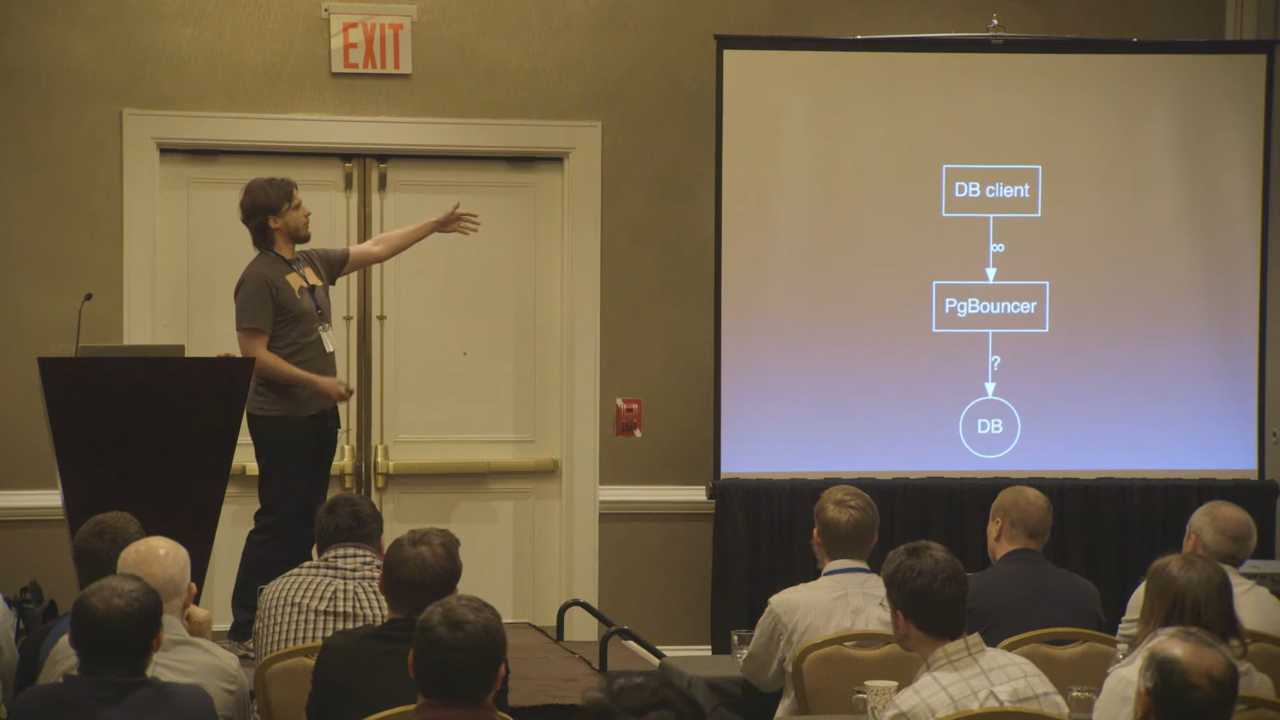 EXIT
DB client
∞
PgBouncer
?
DB